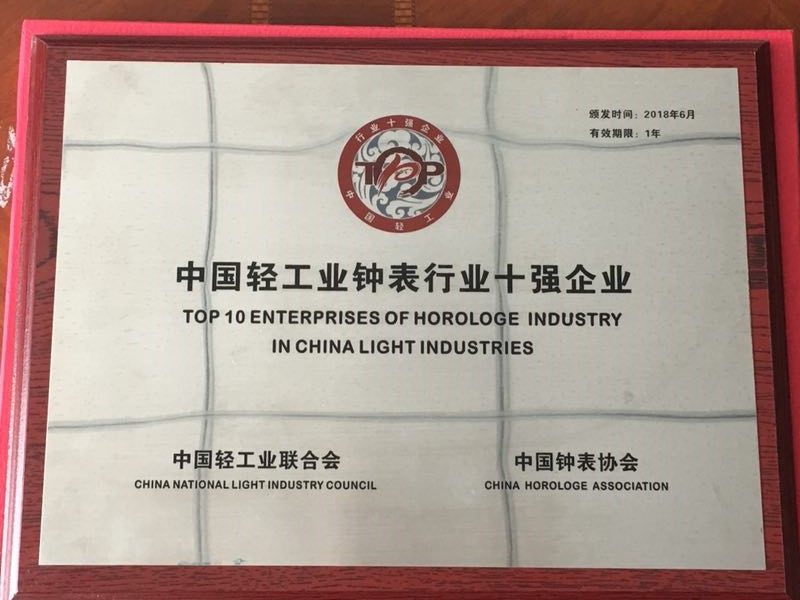 颁发时间：2018年6月
有效期限：1年
行业十强企业
TOP
中国轻工业
中国轻工业钟表行业十强企业
TOP 10 ENTERPRISES OF HOROLOGE INDUSTRY
IN CHINA LIGHT INDUSTRIES
中国轻工业联合会
CHINA NATIONAL LIGHT INDUSTRY COUNCIL
中国钟表协会
CHINA HOROLOGE ASSOCIATION